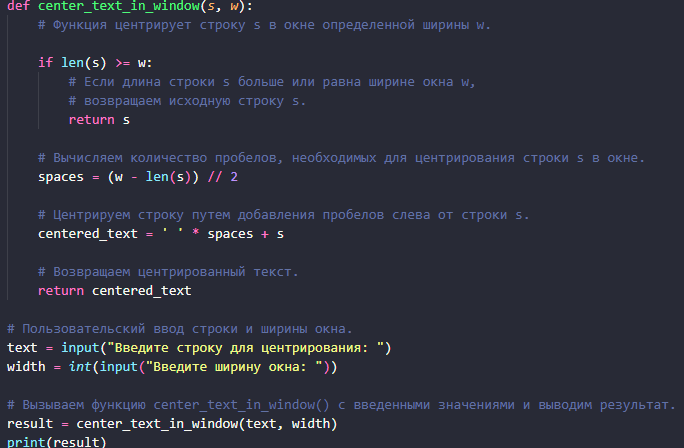 def center_text_in_window(s, w):
# Функция центрирует строку s в окне определенной ширины w.
if len(s) >= w:
# Если длина строки s больше или равна ширине окна w,
# возвращаем исходную строку s.
return s
# Вычисляем количество пробелов, необходимых для центрирования строки s в окне.
spaces = (w - len(s)) // 2
# Центрируем строку путем добавления пробелов слева от строки s.
centered_text = ' ' * spaces + s
# Возвращаем центрированный текст.
return centered_text
# Пользовательский ввод строки и ширины окна.
text = input("Введите строку для центрирования: ")
width = int(input("Введите ширину окна: "))
# Вызываем функцию center_text_in_window() с введенными значениями и выводим результат.
result = center_text_in_window(text, width)
print(result)